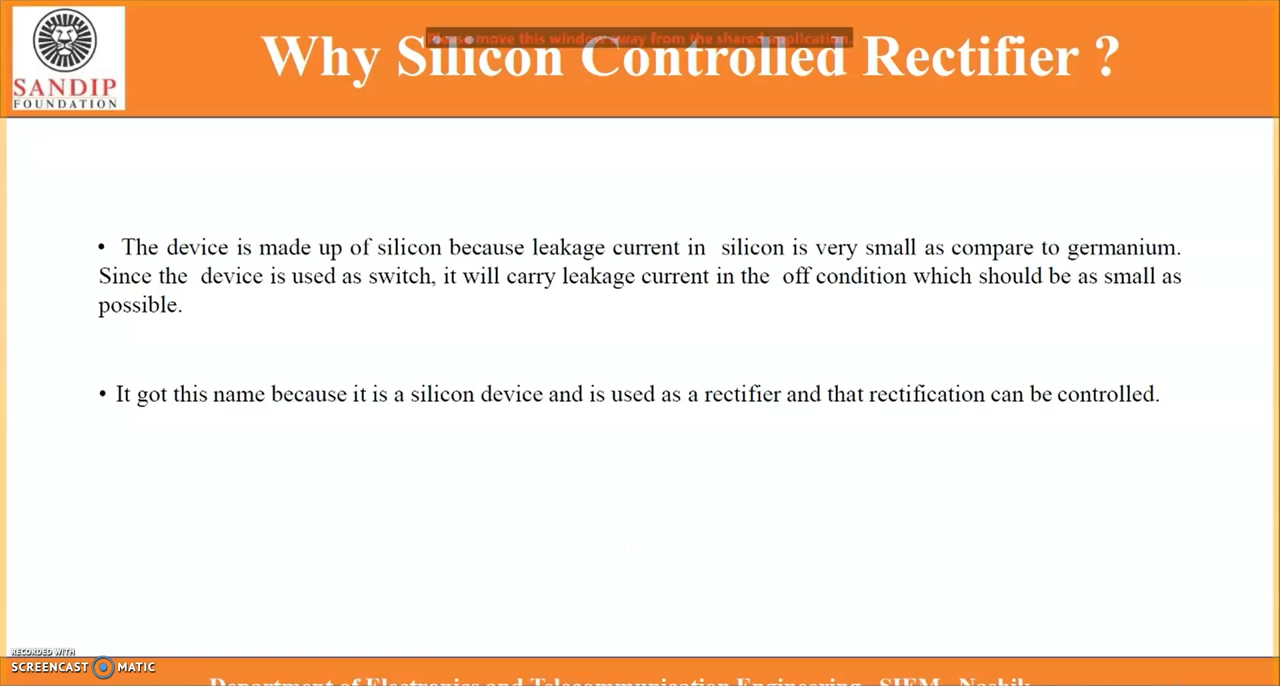 Please move this window away from the shared application.
Why Silicon Controlled Rectifier ?
SANDIP
FOUNDATION
• The device is made up of silicon because leakage current in silicon is very small as compare to germanium.
Since the device is used as switch, it will carry leakage current in the off condition which should be as small as
possible.
• It got this name because it is a silicon device and is used as a rectifier and that rectification can be controlled.
RECORDED WITH
SCREENCAST MATIC
Department of Electronics and Telecommunication Engineering, SIEM, Nashik